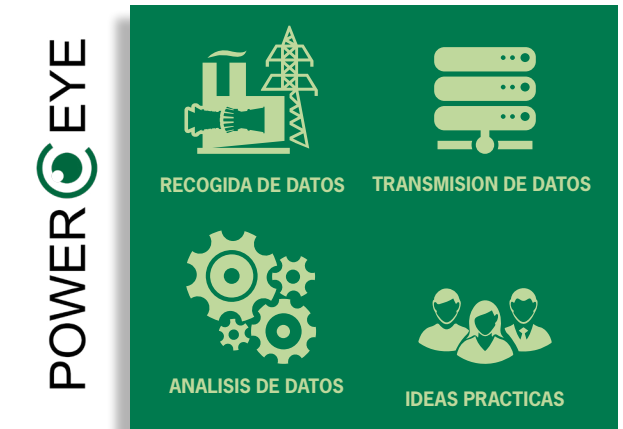 POWER EYE
RECOGIDA DE DATOS
TRANSMISION DE DATOS
ANALISIS DE DATOS
IDEAS PRACTICAS